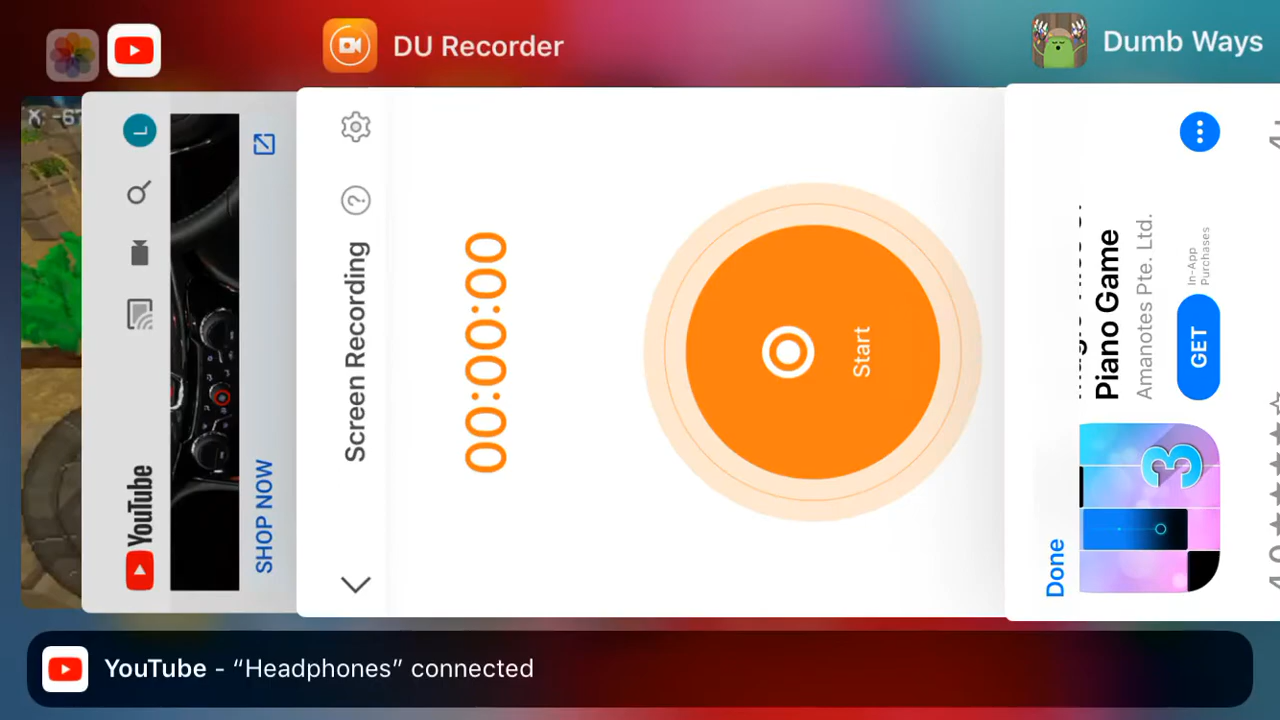 DU Recorder
Dumb Ways
L
YouTube
SHOP NOW
Screen Recording
00:00:00
Start
Done
Piano Game
Amanotes Pte. Ltd.
GET
In-App
Purchases
3
YouTube - “Headphones” connected